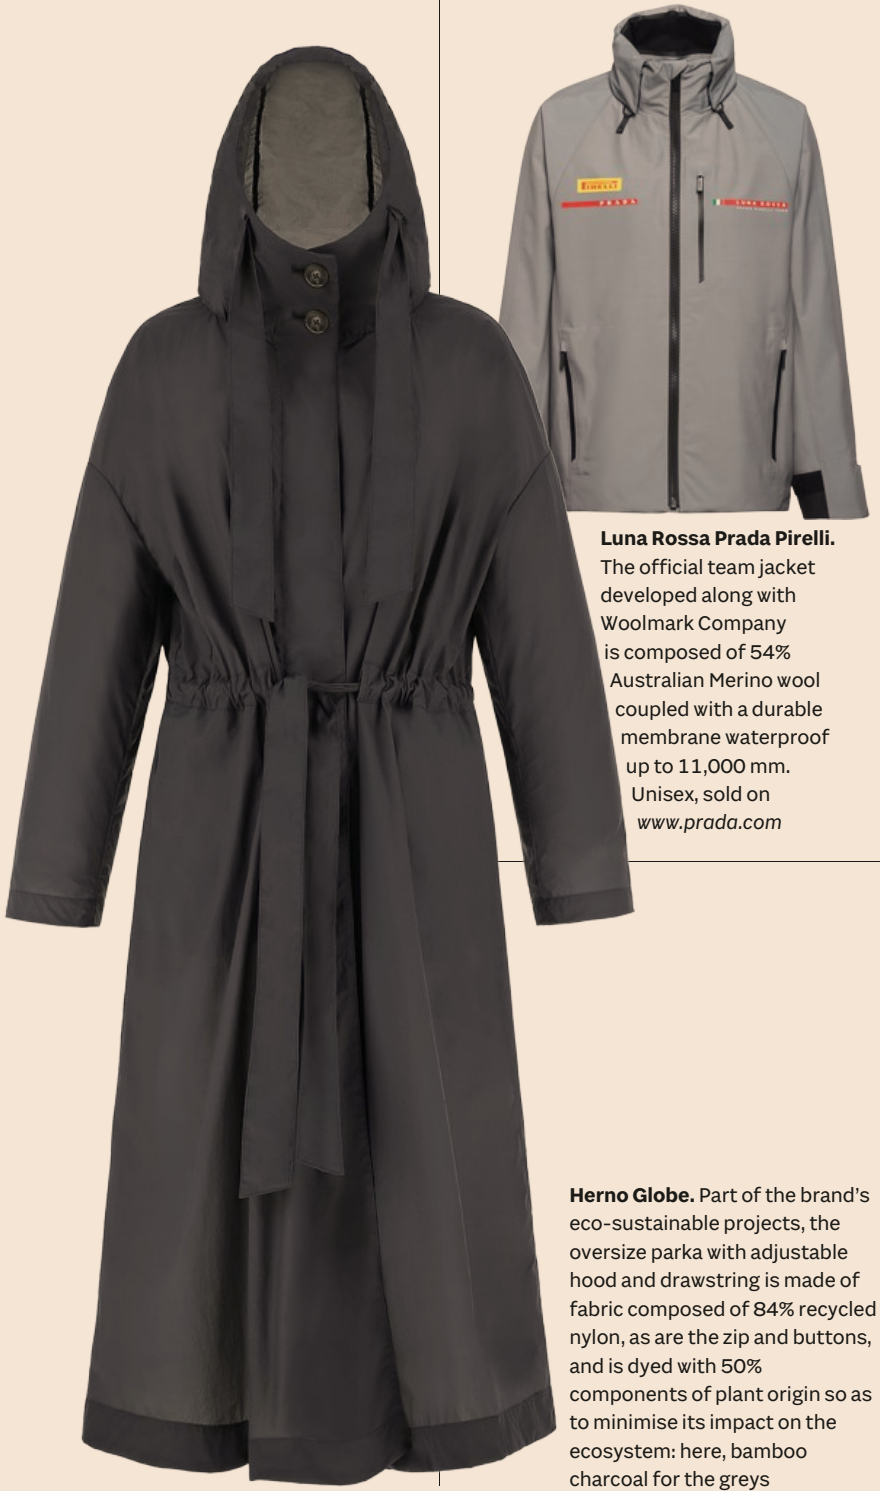 PIRELLI
PRADA
LUNA ROSSA
Luna Rossa Prada Pirelli.
The official team jacket
developed along with
Woolmark Company
is composed of 54%
Australian Merino wool
coupled with a durable
membrane waterproof
up to 11,000 mm.
Unisex, sold on
www.prada.com
Herno Globe. Part of the brand’s
eco-sustainable projects, the
oversize parka with adjustable
hood and drawstring is made of
fabric composed of 84% recycled
nylon, as are the zip and buttons,
and is dyed with 50%
components of plant origin so as
to minimise its impact on the
ecosystem: here, bamboo
charcoal for the greys